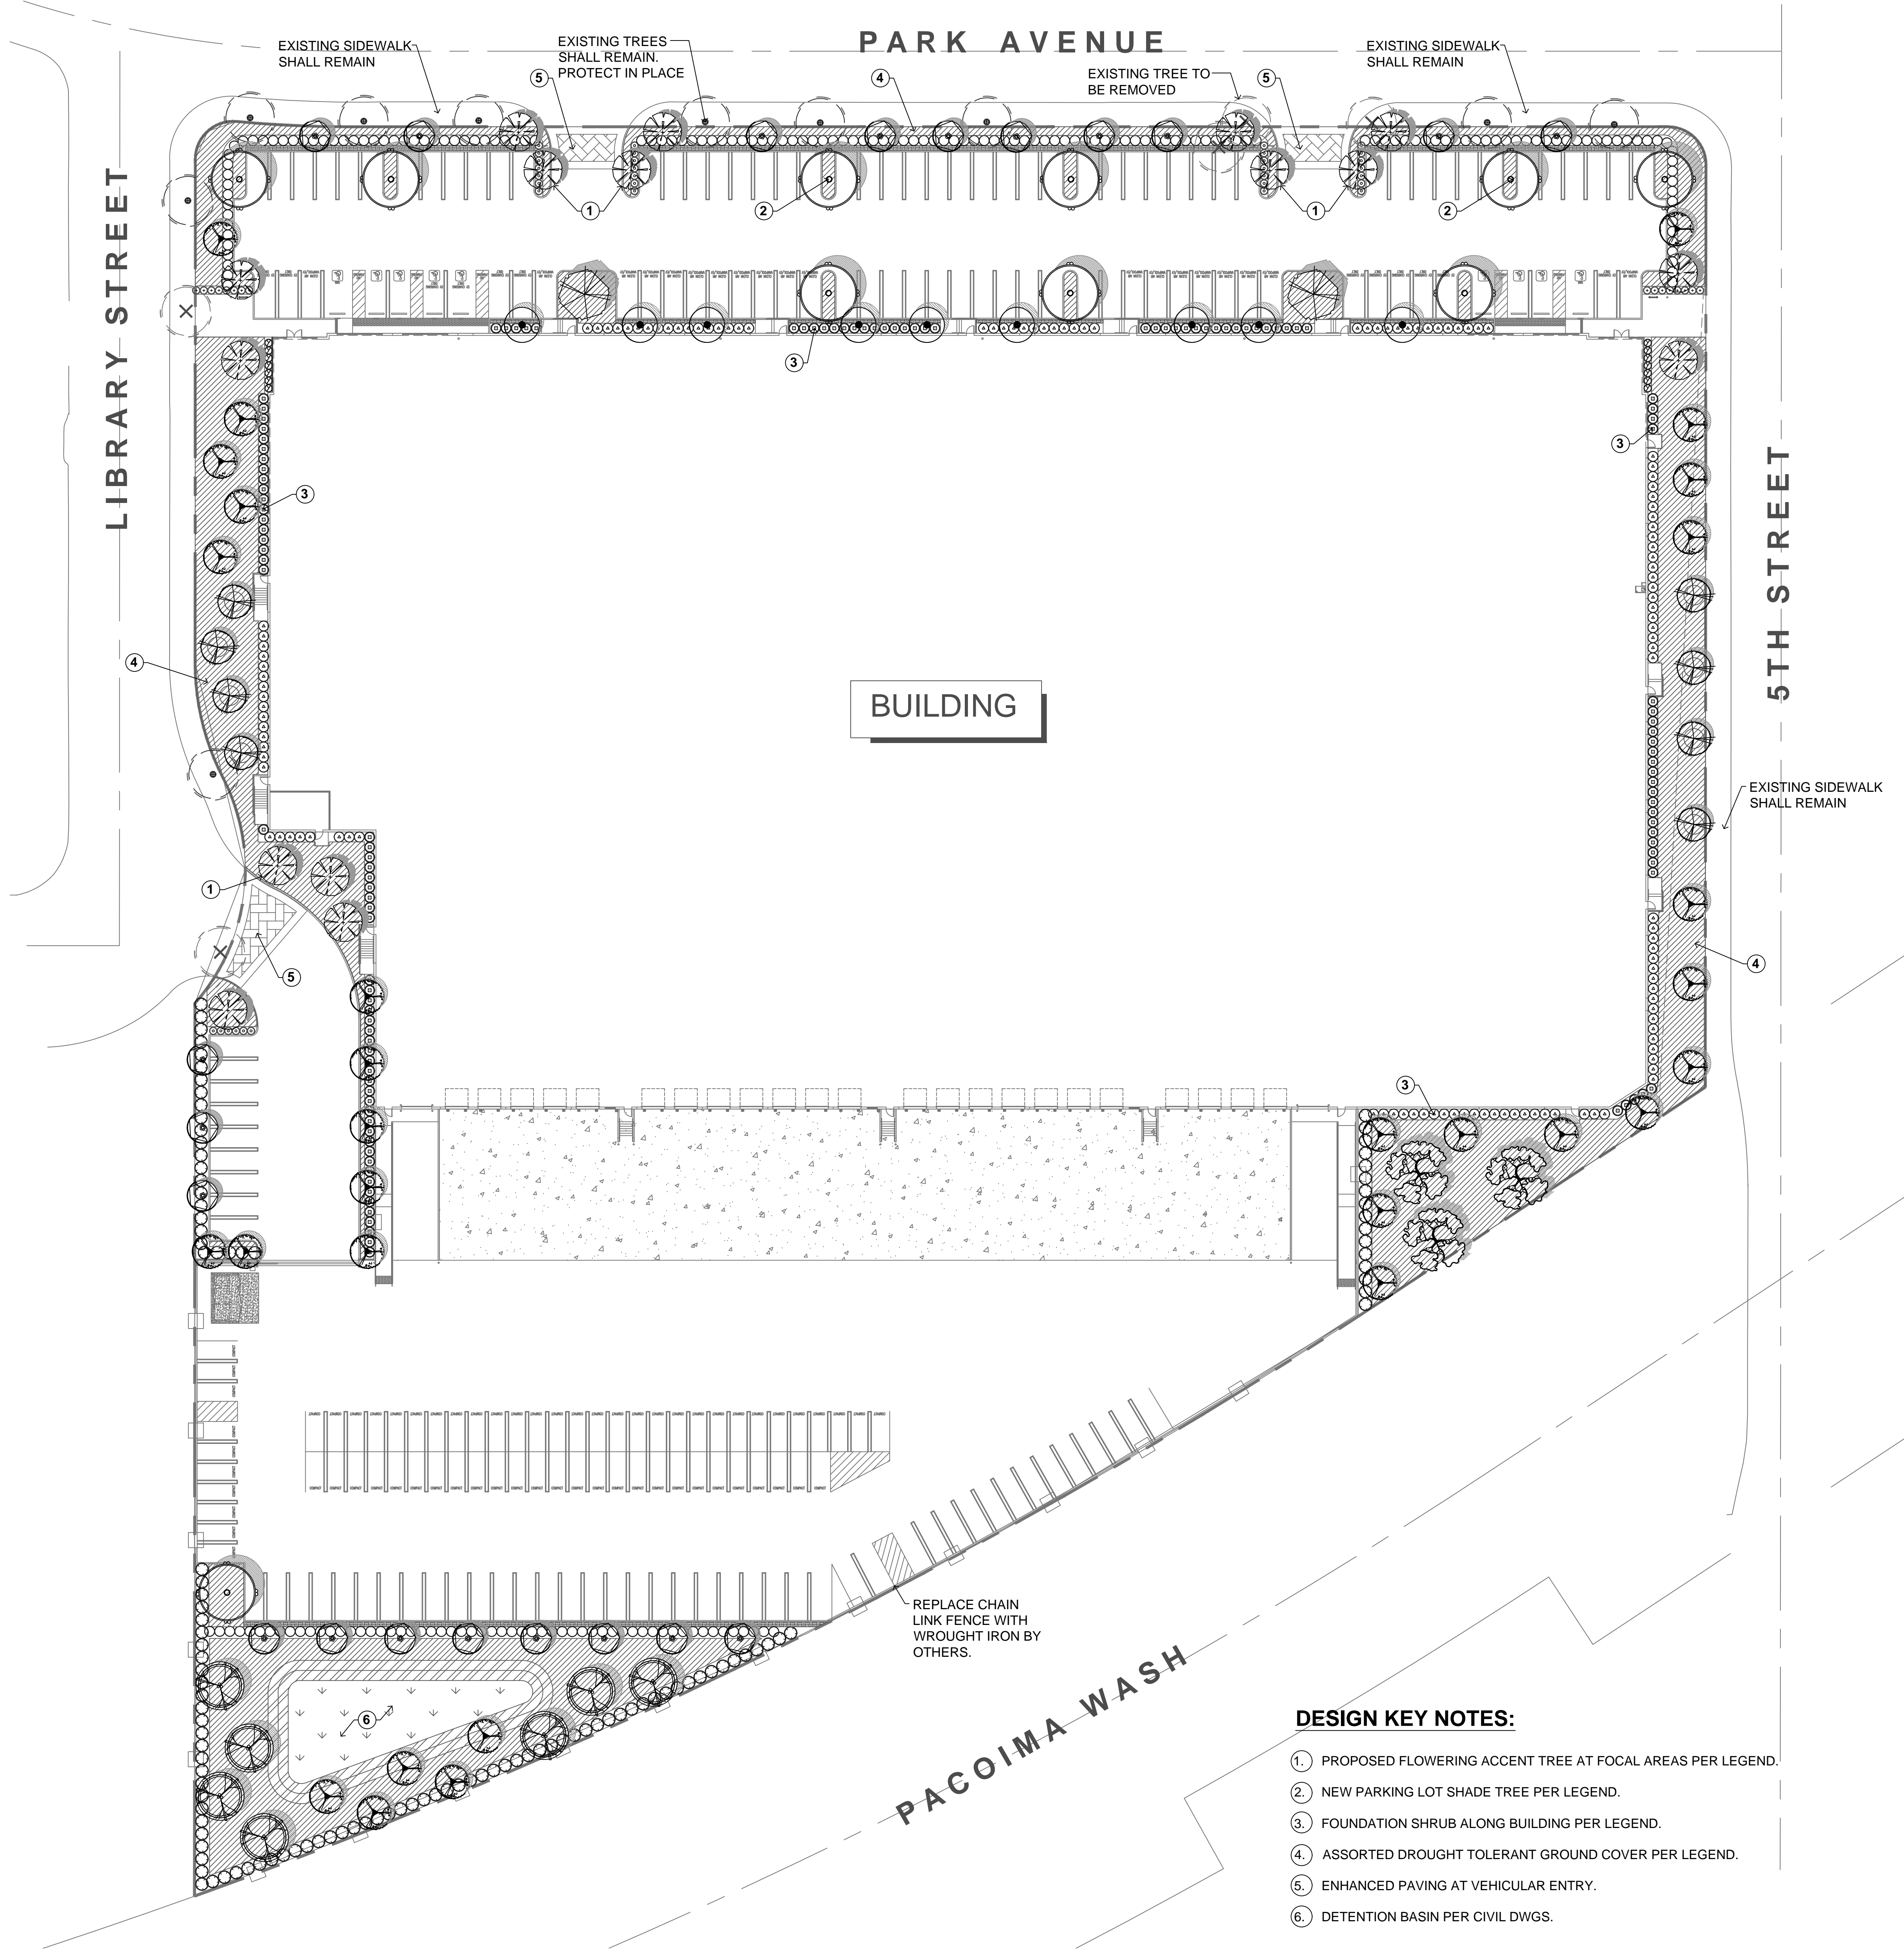 PARK AVENUE
EXISTING SIDEWALK
SHALL REMAIN
EXISTING TREES
SHALL REMAIN.
PROTECT IN PLACE
EXISTING TREE TO
BE REMOVED
EXISTING SIDEWALK
SHALL REMAIN
5
4
5
1
2
1
2
3
LIBRARY STREET
5TH STREET
3
3
4
BUILDING
EXISTING SIDEWALK
SHALL REMAIN
1
5
4
3
REPLACE CHAIN
LINK FENCE WITH
WROUGHT IRON BY
OTHERS.
PACOIMA WASH
6
DESIGN KEY NOTES:
1. PROPOSED FLOWERING ACCENT TREE AT FOCAL AREAS PER LEGEND.
2. NEW PARKING LOT SHADE TREE PER LEGEND.
3. FOUNDATION SHRUB ALONG BUILDING PER LEGEND.
4. ASSORTED DROUGHT TOLERANT GROUND COVER PER LEGEND.
5. ENHANCED PAVING AT VEHICULAR ENTRY.
6. DETENTION BASIN PER CIVIL DWGS.